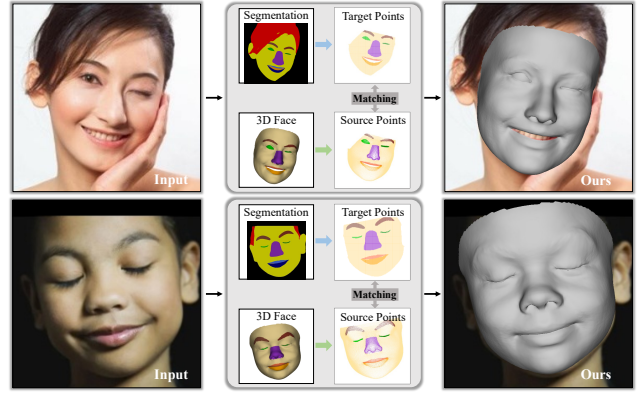 Segmentation Target Points
Matching
3D Face Source Points
Input
Ours
Segmentation Target Points
Matching
3D Face Source Points
Input
Ours